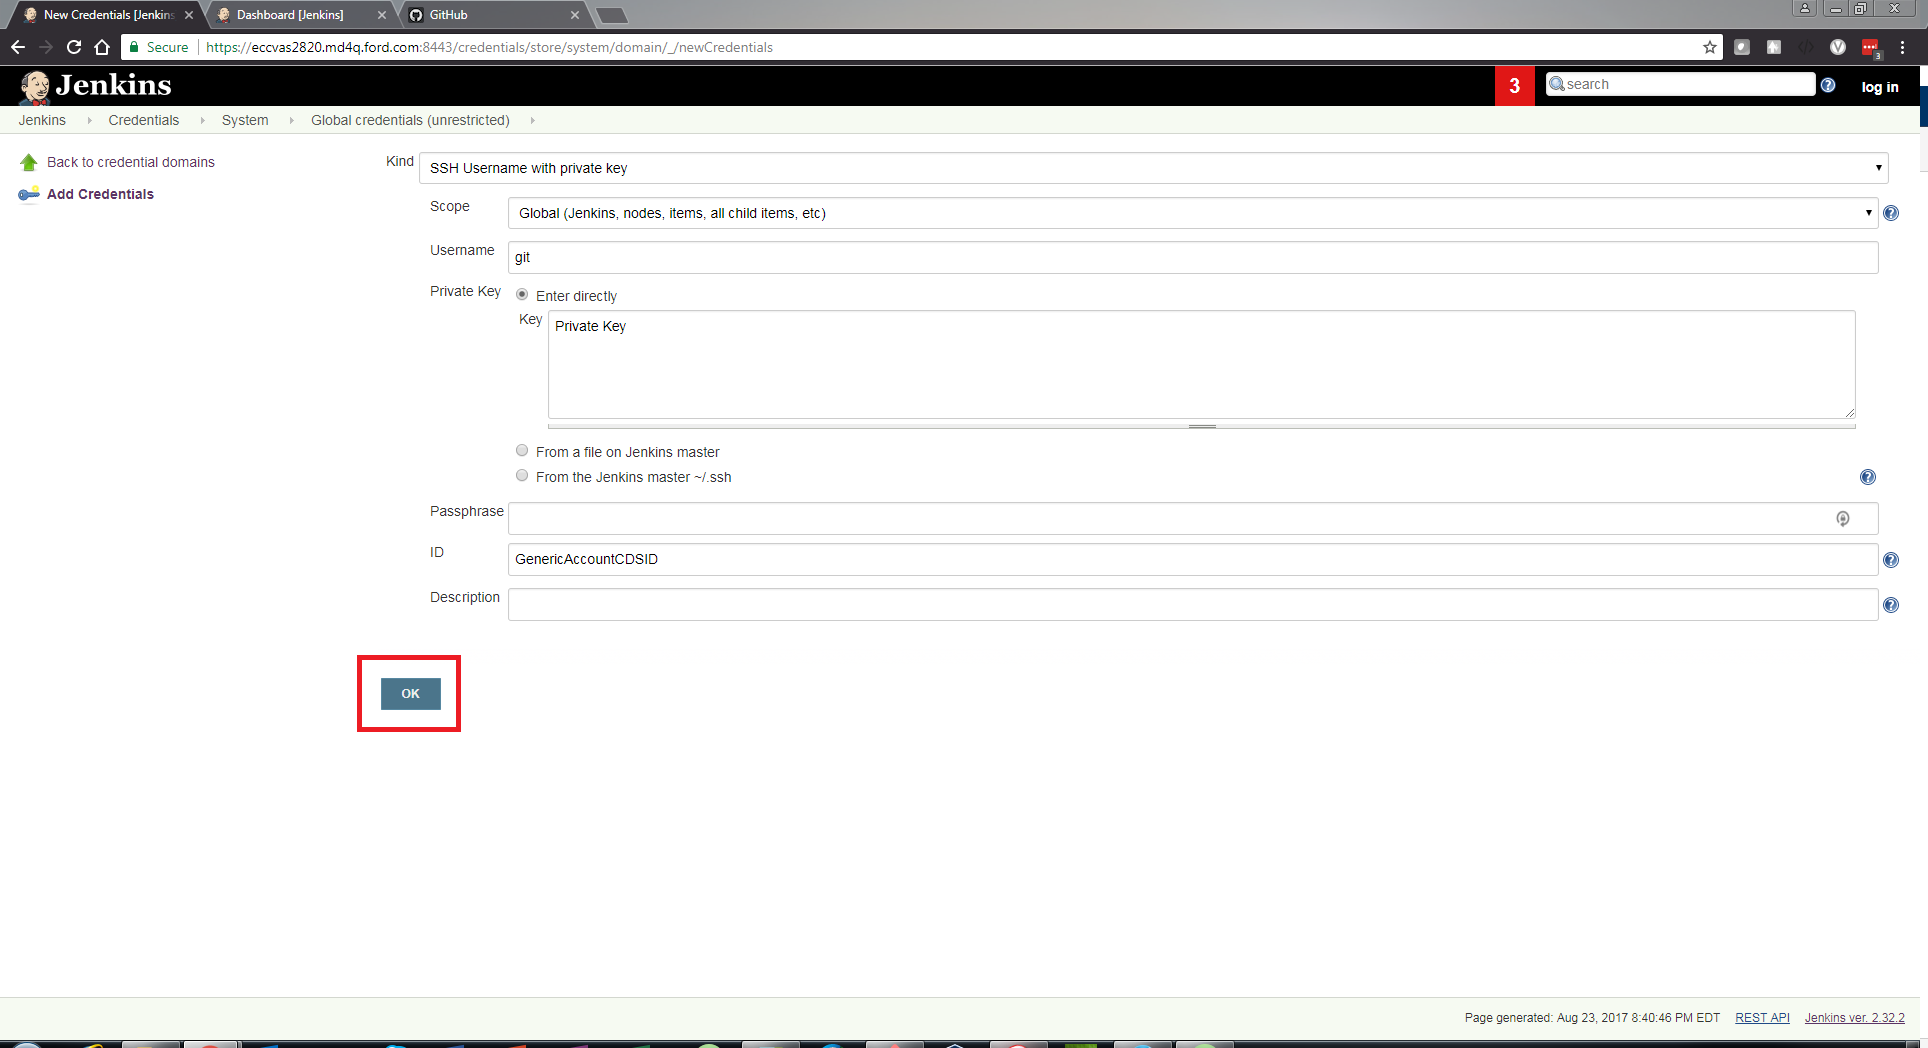 New Credentials [Jenkins
Dashboard [Jenkins]
GitHub
Secure
https://eccvas2820.md4q.ford.com:8443/credentials/store/system/domain/_/newCredentials
3
Jenkins
3
search
log in
Jenkins
Credentials
System
Global credentials (unrestricted)
Back to credential domains
Add Credentials
Kind
SSH Username with private key
Scope
Global (Jenkins, nodes, items, all child items, etc)
Username
git
Private Key
Enter directly
Key
Private Key
From a file on Jenkins master
From the Jenkins master ~/.ssh
Passphrase
ID
GenericAccountCDSID
Description
OK
Page generated: Aug 23, 2017 8:40:46 PM EDT
REST API
Jenkins ver. 2.32.2